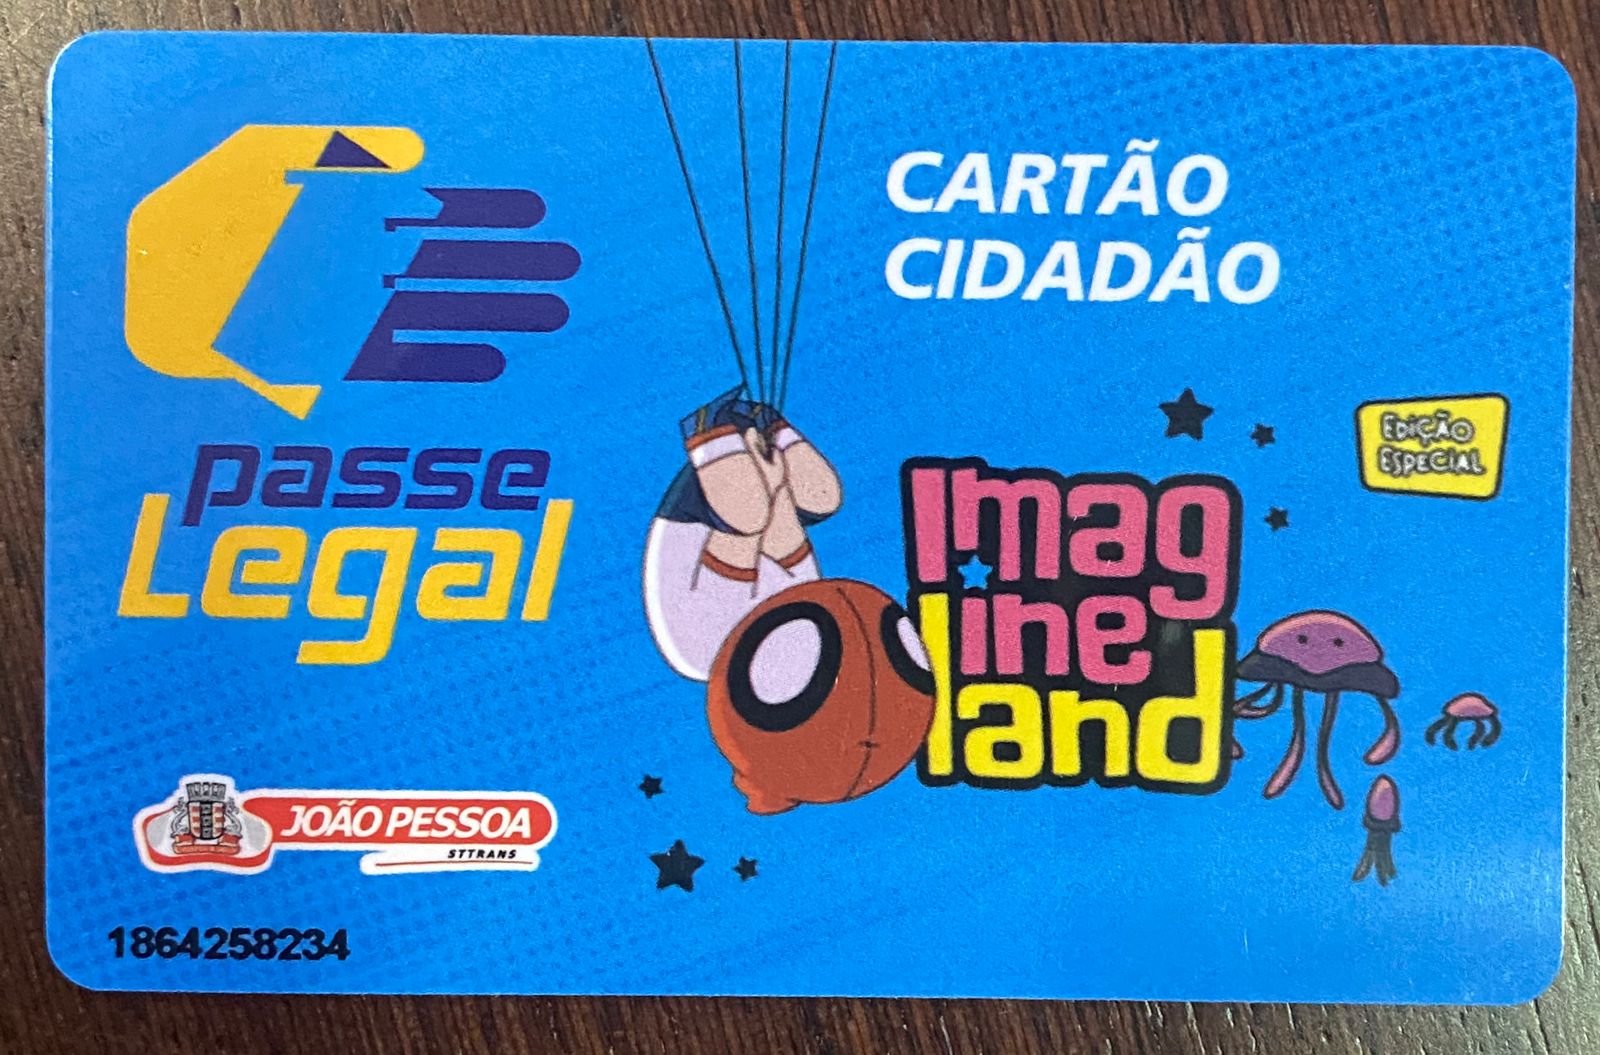 CARTÃO
CIDADÃO
passe
Legal
EDIÇÃO
ESPECIAL
Imag
ine
land
JOÃO PESSOA
STTRANS
1864258234